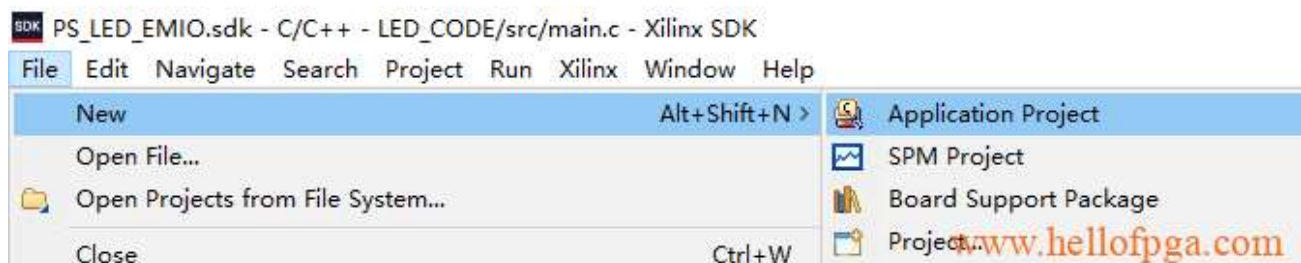 SDK PS_LED_EMIO.sdk - C/C++ - LED_CODE/src/main.c - Xilinx SDK
File Edit Navigate Search Project Run Xilinx Window Help
New Alt+Shift+N > Application Project
Open File... SPM Project
Open Projects from File System... Board Support Package
Close Ctrl+W Project...
www.hellofpga.com